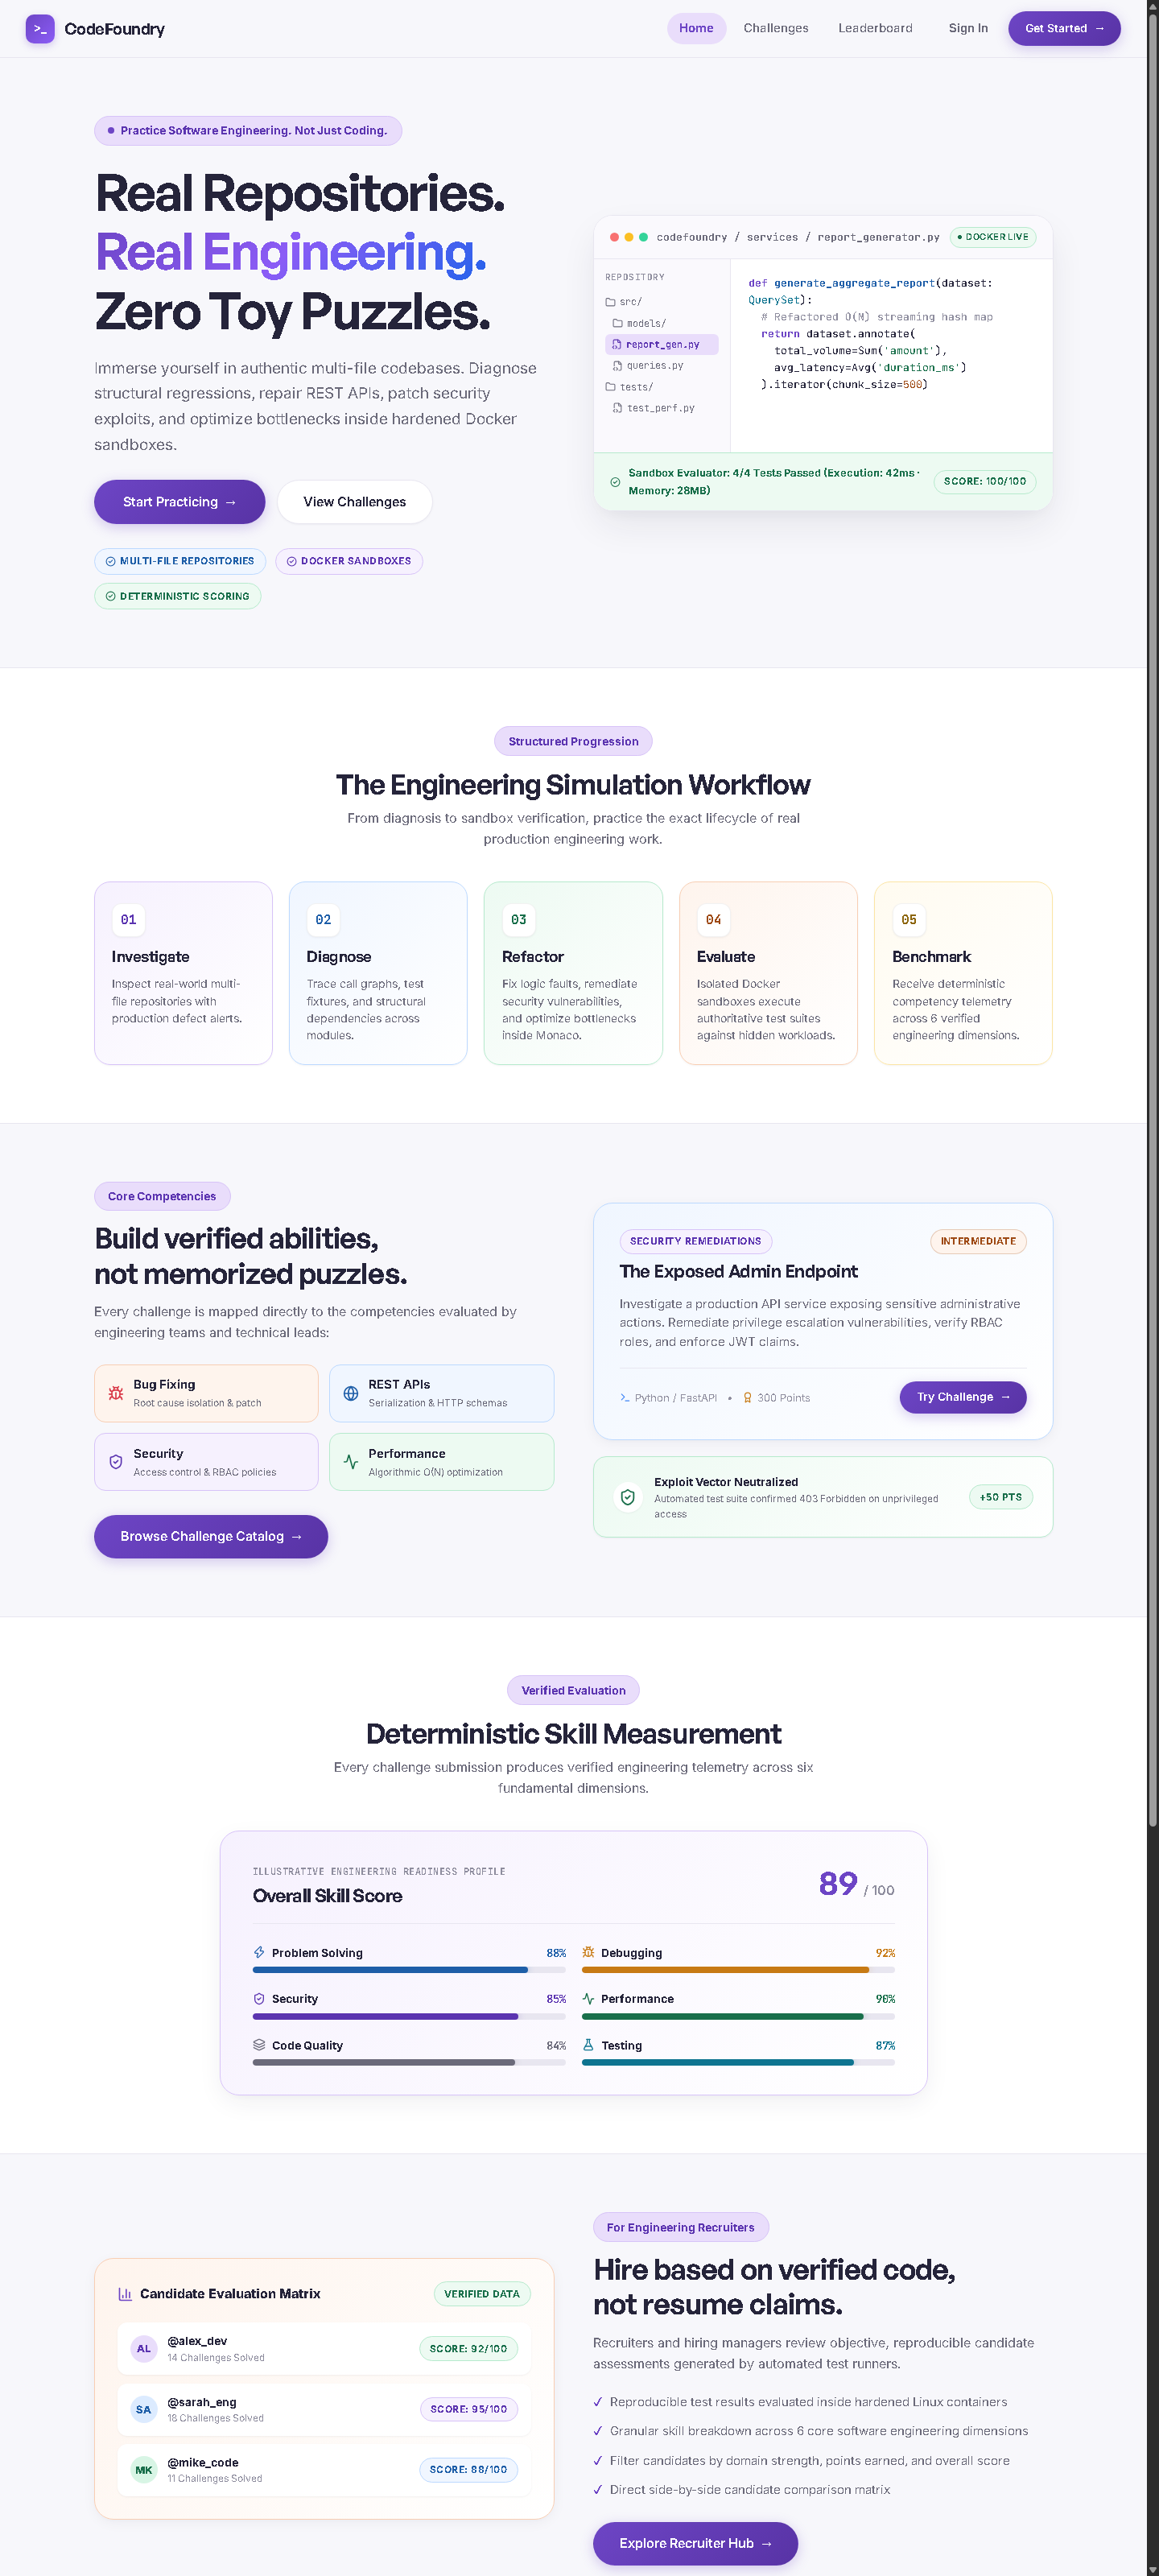 >_ CodeFoundry
Home Challenges Leaderboard Sign In Get Started →
Practice Software Engineering. Not Just Coding.
Real Repositories.
Real Engineering.
Zero Toy Puzzles.
Immerse yourself in authentic multi-file codebases. Diagnose
structural regressions, repair REST APIs, patch security
exploits, and optimize bottlenecks inside hardened Docker
sandboxes.
Start Practicing → View Challenges
MULTI-FILE REPOSITORIES DOCKER SANDBOXES
DETERMINISTIC SCORING
codefoundry / services / report_generator.py DOCKER LIVE
REPOSITORY
src/
models/
report_gen.py
queries.py
tests/
test_perf.py
def generate_aggregate_report(dataset:
QuerySet):
# Refactored O(N) streaming hash map
return dataset.annotate(
total_volume=Sum('amount'),
avg_latency=Avg('duration_ms')
).iterator(chunk_size=500)
Sandbox Evaluator: 4/4 Tests Passed (Execution: 42ms ·
Memory: 28MB)
SCORE: 100/100
Structured Progression
The Engineering Simulation Workflow
From diagnosis to sandbox verification, practice the exact lifecycle of real
production engineering work.
01
Investigate
Inspect real-world multi-
file repositories with
production defect alerts.
02
Diagnose
Trace call graphs, test
fixtures, and structural
dependencies across
modules.
03
Refactor
Fix logic faults, remediate
security vulnerabilities,
and optimize bottlenecks
inside Monaco.
04
Evaluate
Isolated Docker
sandboxes execute
authoritative test suites
against hidden workloads.
05
Benchmark
Receive deterministic
competency telemetry
across 6 verified
engineering dimensions.
Core Competencies
Build verified abilities,
not memorized puzzles.
Every challenge is mapped directly to the competencies evaluated by
engineering teams and technical leads:
Bug Fixing
Root cause isolation & patch
REST APIs
Serialization & HTTP schemas
Security
Access control & RBAC policies
Performance
Algorithmic O(N) optimization
Browse Challenge Catalog →
SECURITY REMEDIATIONS INTERMEDIATE
The Exposed Admin Endpoint
Investigate a production API service exposing sensitive administrative
actions. Remediate privilege escalation vulnerabilities, verify RBAC
roles, and enforce JWT claims.
Python / FastAPI • 300 Points Try Challenge →
Exploit Vector Neutralized
Automated test suite confirmed 403 Forbidden on unprivileged
access
+50 PTS
Verified Evaluation
Deterministic Skill Measurement
Every challenge submission produces verified engineering telemetry across six
fundamental dimensions.
ILLUSTRATIVE ENGINEERING READINESS PROFILE
Overall Skill Score
89 / 100
Problem Solving 88%
Debugging 92%
Security 85%
Performance 90%
Code Quality 84%
Testing 87%
Candidate Evaluation Matrix VERIFIED DATA
AL @alex_dev
14 Challenges Solved
SCORE: 92/100
SA @sarah_eng
18 Challenges Solved
SCORE: 95/100
MK @mike_code
11 Challenges Solved
SCORE: 88/100
For Engineering Recruiters
Hire based on verified code,
not resume claims.
Recruiters and hiring managers review objective, reproducible candidate
assessments generated by automated test runners.
✓ Reproducible test results evaluated inside hardened Linux containers
✓ Granular skill breakdown across 6 core software engineering dimensions
✓ Filter candidates by domain strength, points earned, and overall score
✓ Direct side-by-side candidate comparison matrix
Explore Recruiter Hub →